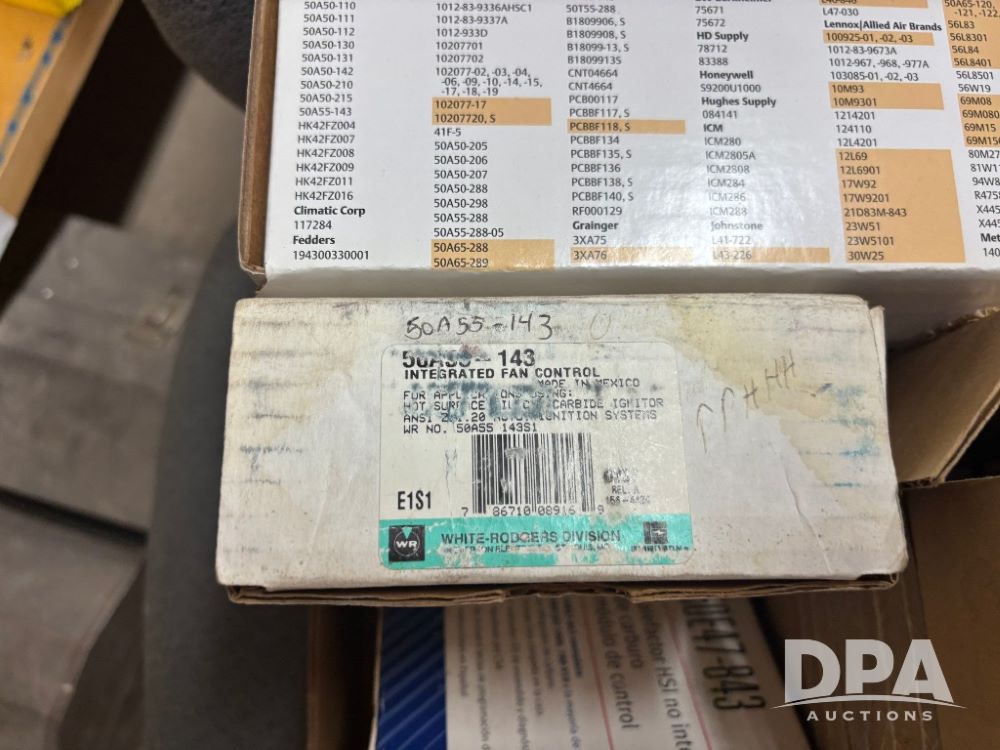 50A50-110
50A50-111
50A50-112
50A50-130
50A50-131
50A50-142
50A50-210
50A50-215
50A55-143
HK42FZ004
HK42FZ007
HK42FZ008
HK42FZ009
HK42FZ011
HK42FZ016
Climatic Corp
117284
Fedders
194300330001
1012-83-9336AHSC1
1012-83-9337A
1012-933D
10207701
10207702
102077-02, -03, -04,
-06, -09, -10, -14, -15,
-17, -18, -19
102077-17
10207720, S
41F-5
50A50-205
50A50-206
50A50-207
50A50-288
50A50-298
50A55-288
50A55-288-05
50A65-288
50A65-289
50T55-288
B1809906, S
B1809908, S
B18099-13, S
B1809913S
CNT04664
CNT4664
PCB00117
PCBBF117, S
PCBBF118, S
PCBBF134
PCBBF135, S
PCBBF136
PCBBF138, S
PCBBF140, S
RF000129
Grainger
3XA75
3XA76
75671
75672
HD Supply
78712
83388
Honeywell
S9200U1000
Hughes Supply
084141
ICM
ICM280
ICM2805A
ICM2808
ICM284
ICM286
ICM288
Johnstone
L41-722
L43-226
L47-030
Lennox|Allied Air Brands
100925-01, -02, -03
1012-83-9673A
1012-967, -968, -977A
103085-01, -02, -03
10M93
10M9301
1214201
124110
12L4201
12L69
12L6901
17W92
17W9201
21D83M-843
23W51
23W5101
30W25
50A65-120,
-121, -122
56L83
56L8301
56L84
56L8401
56L8501
56W19
69M08
69M15
50A55-143
50A55-143
INTEGRATED FAN CONTROL
MADE IN MEXICO
HOT SURFACE CARBIDE IGNITOR
IGNITION SYSTEMS
WR NO. 50A55 143S1
E1S1
7 86710 08916 9
REL. A
WR
WHITE-RODGERS DIVISION
DPA
AUCTIONS